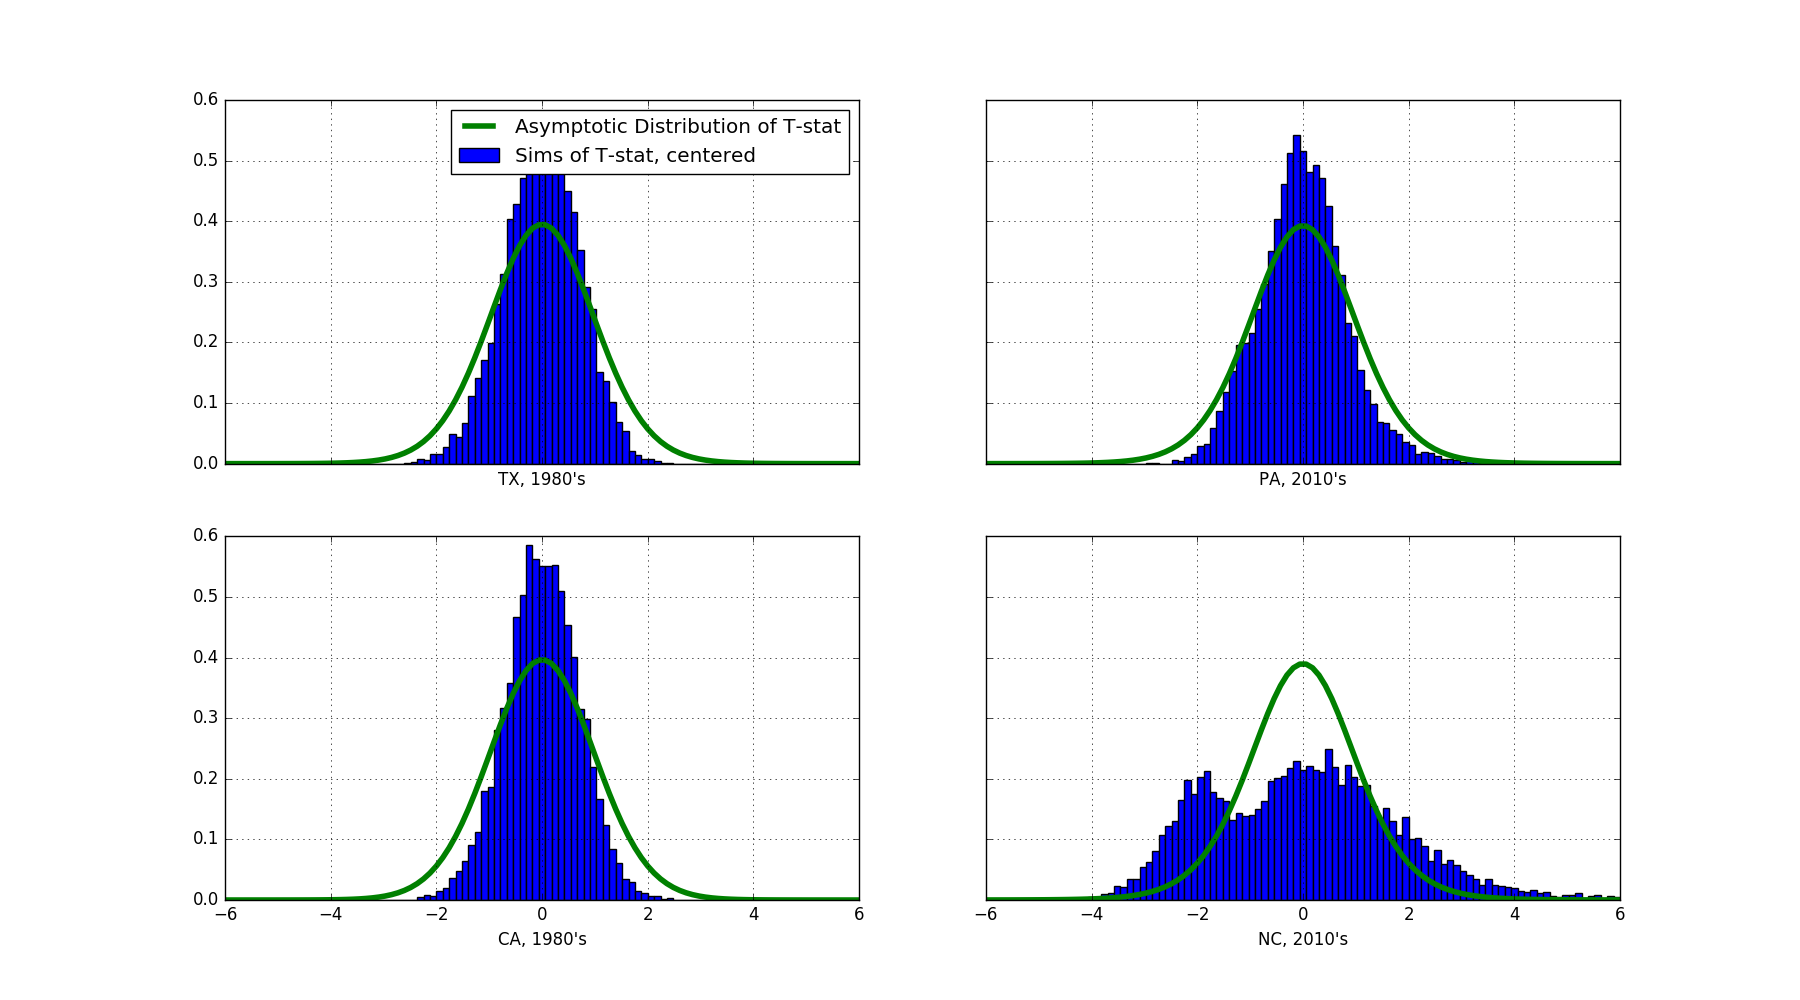 0.6
0.5
0.4
0.3
0.2
0.1
0.0
Asymptotic Distribution of T-stat
Sims of T-stat, centered
TX, 1980's
PA, 2010's
0.6
0.5
0.4
0.3
0.2
0.1
0.0
−6 −4 −2 0 2 4 6
CA, 1980's
−6 −4 −2 0 2 4 6
NC, 2010's